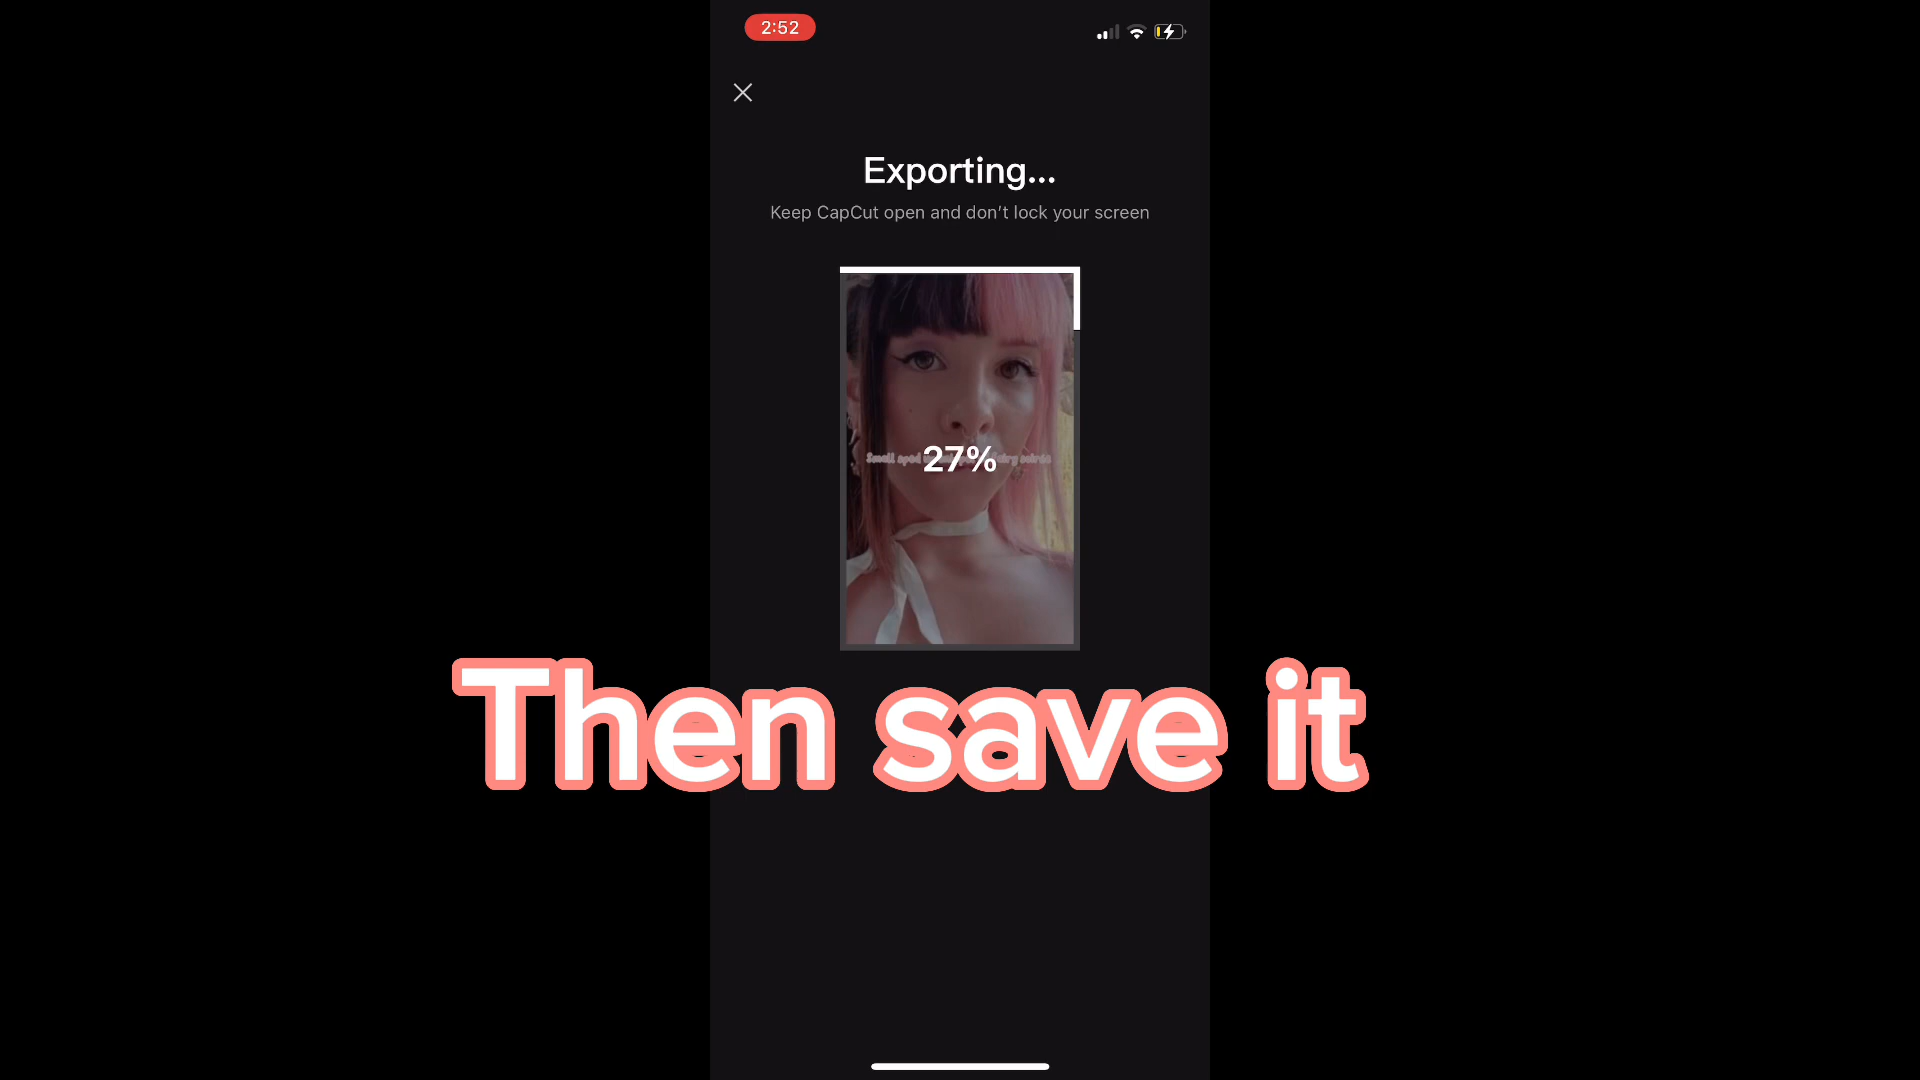 2:52
Exporting...
Keep CapCut open and don't lock your screen
27%
Then save it